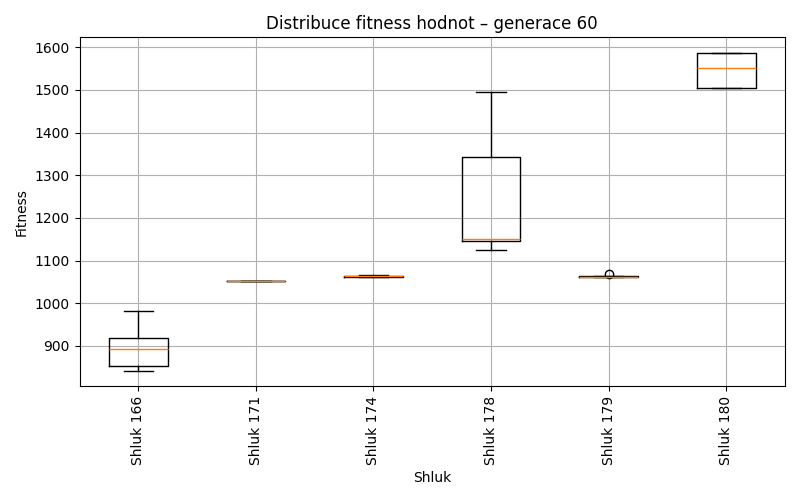 Distribuce fitness hodnot – generace 60
Fitness
1600
1500
1400
1300
1200
1100
1000
900
Shluk 166
Shluk 171
Shluk 174
Shluk 178
Shluk 179
Shluk 180
Shluk